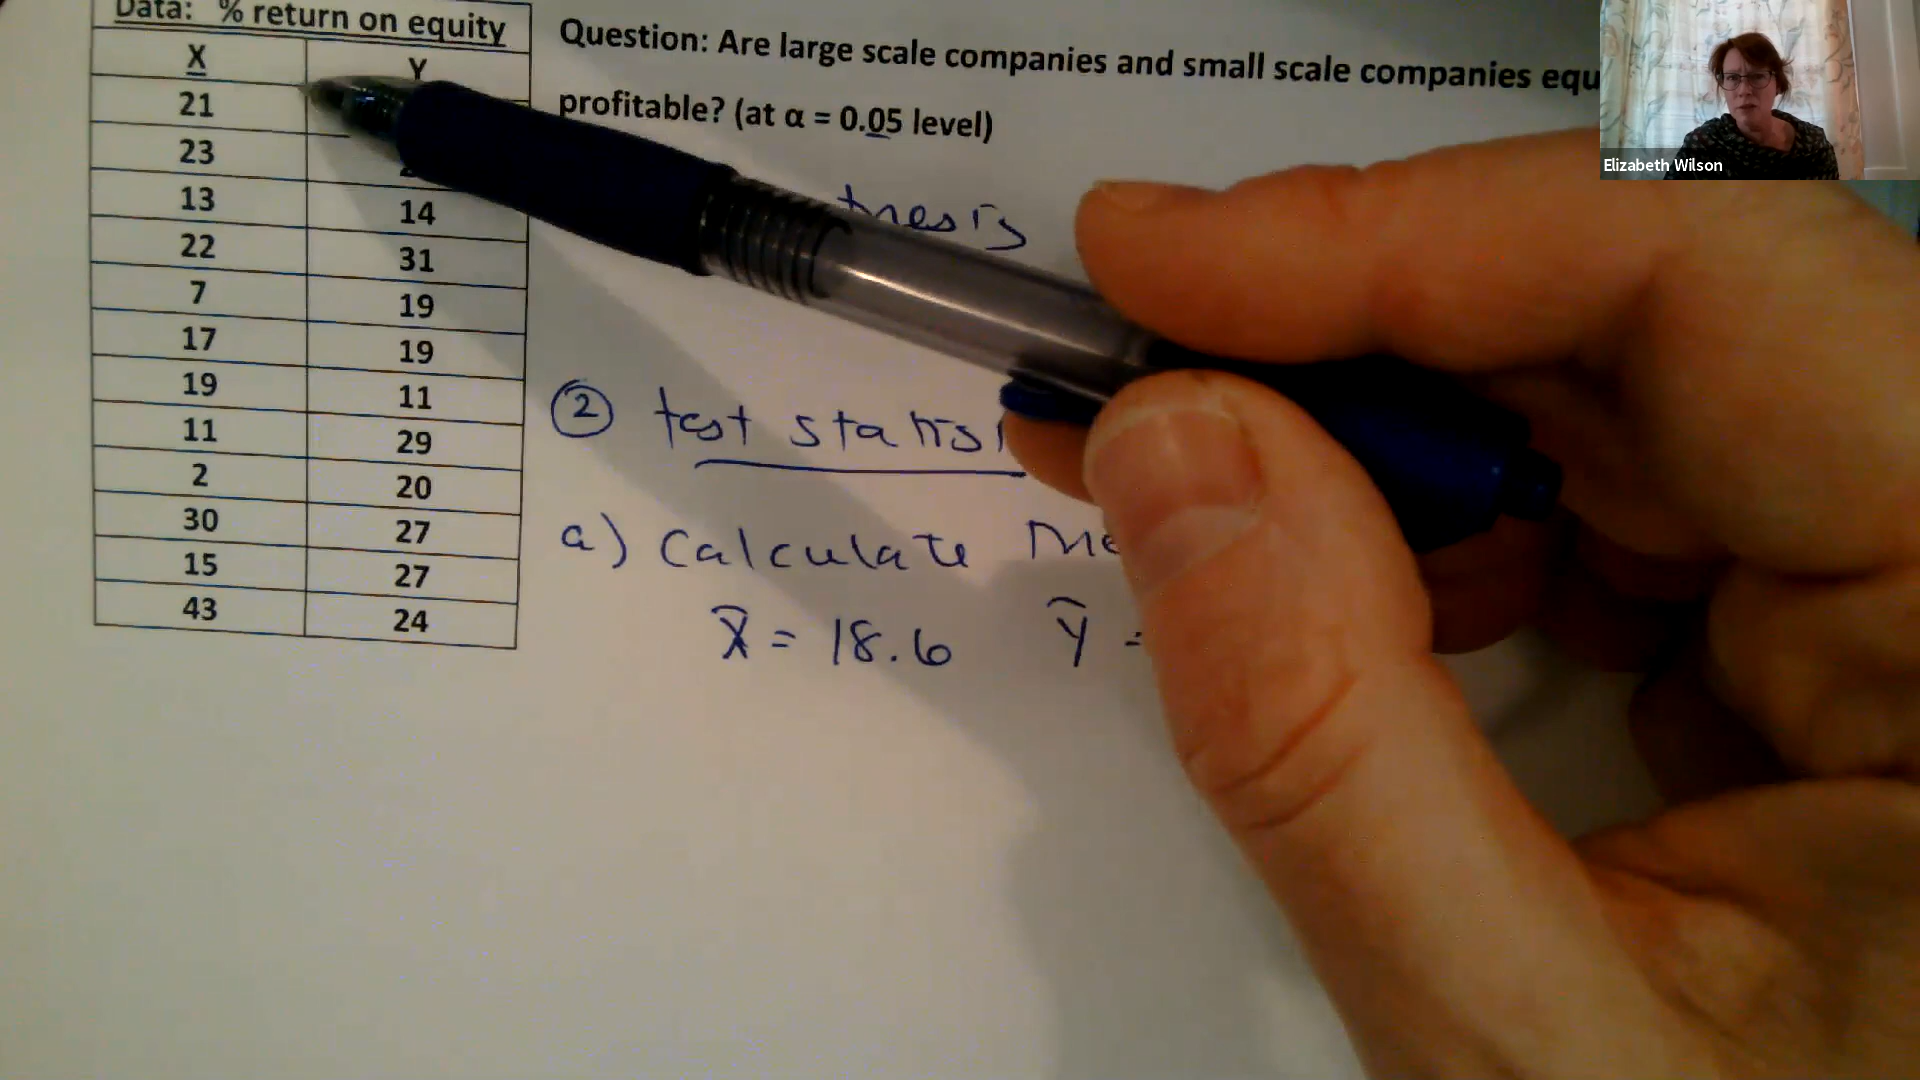 Data: % return on equity
X Y
21
23
13 14
22 31
7 19
17 19
19 11
11 29
2 20
30 27
15 27
43 24
Question: Are large scale companies and small scale companies equ
profitable? (at α = 0.05 level)
thesis
② test statis
a) Calculate
X̄ = 18.6 Ȳ =
Elizabeth Wilson